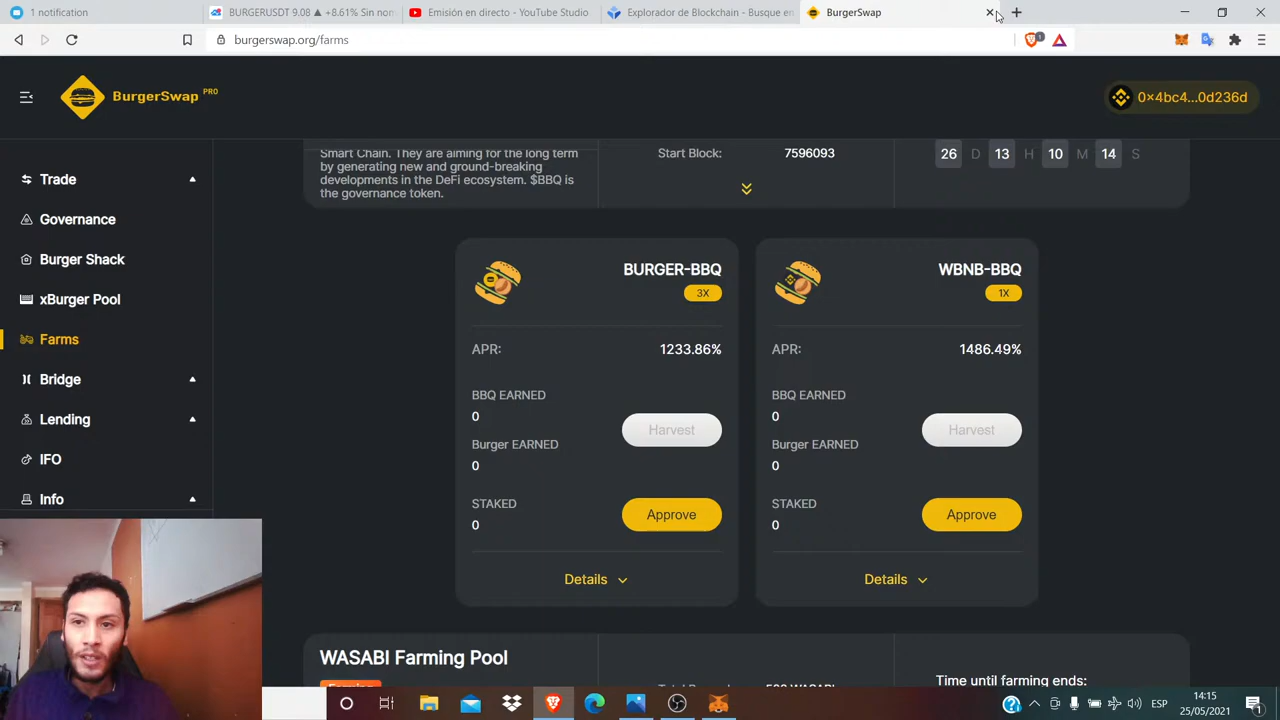 1 notification
BURGERUSDT 9.08 ▲ +8.61% Sin nom
Emisión en directo - YouTube Studio
Explorador de Blockchain - Busque en
BurgerSwap
burgerswap.org/farms
1
BurgerSwap PRO
0×4bc4...0d236d
Trade
Governance
Burger Shack
xBurger Pool
Farms
Bridge
Lending
IFO
Info
Smart Chain. They are aiming for the long term
by generating new and ground-breaking
developments in the DeFi ecosystem. $BBQ is
the governance token.
Start Block: 7596093
26 D 13 H 10 M 14 S
BURGER-BBQ
3X
APR: 1233.86%
BBQ EARNED
0
Harvest
Burger EARNED
0
STAKED
0
Approve
Details
WBNB-BBQ
1X
APR: 1486.49%
BBQ EARNED
0
Harvest
Burger EARNED
0
STAKED
0
Approve
Details
WASABI Farming Pool
Time until farming ends:
ESP
14:15
25/05/2021
1